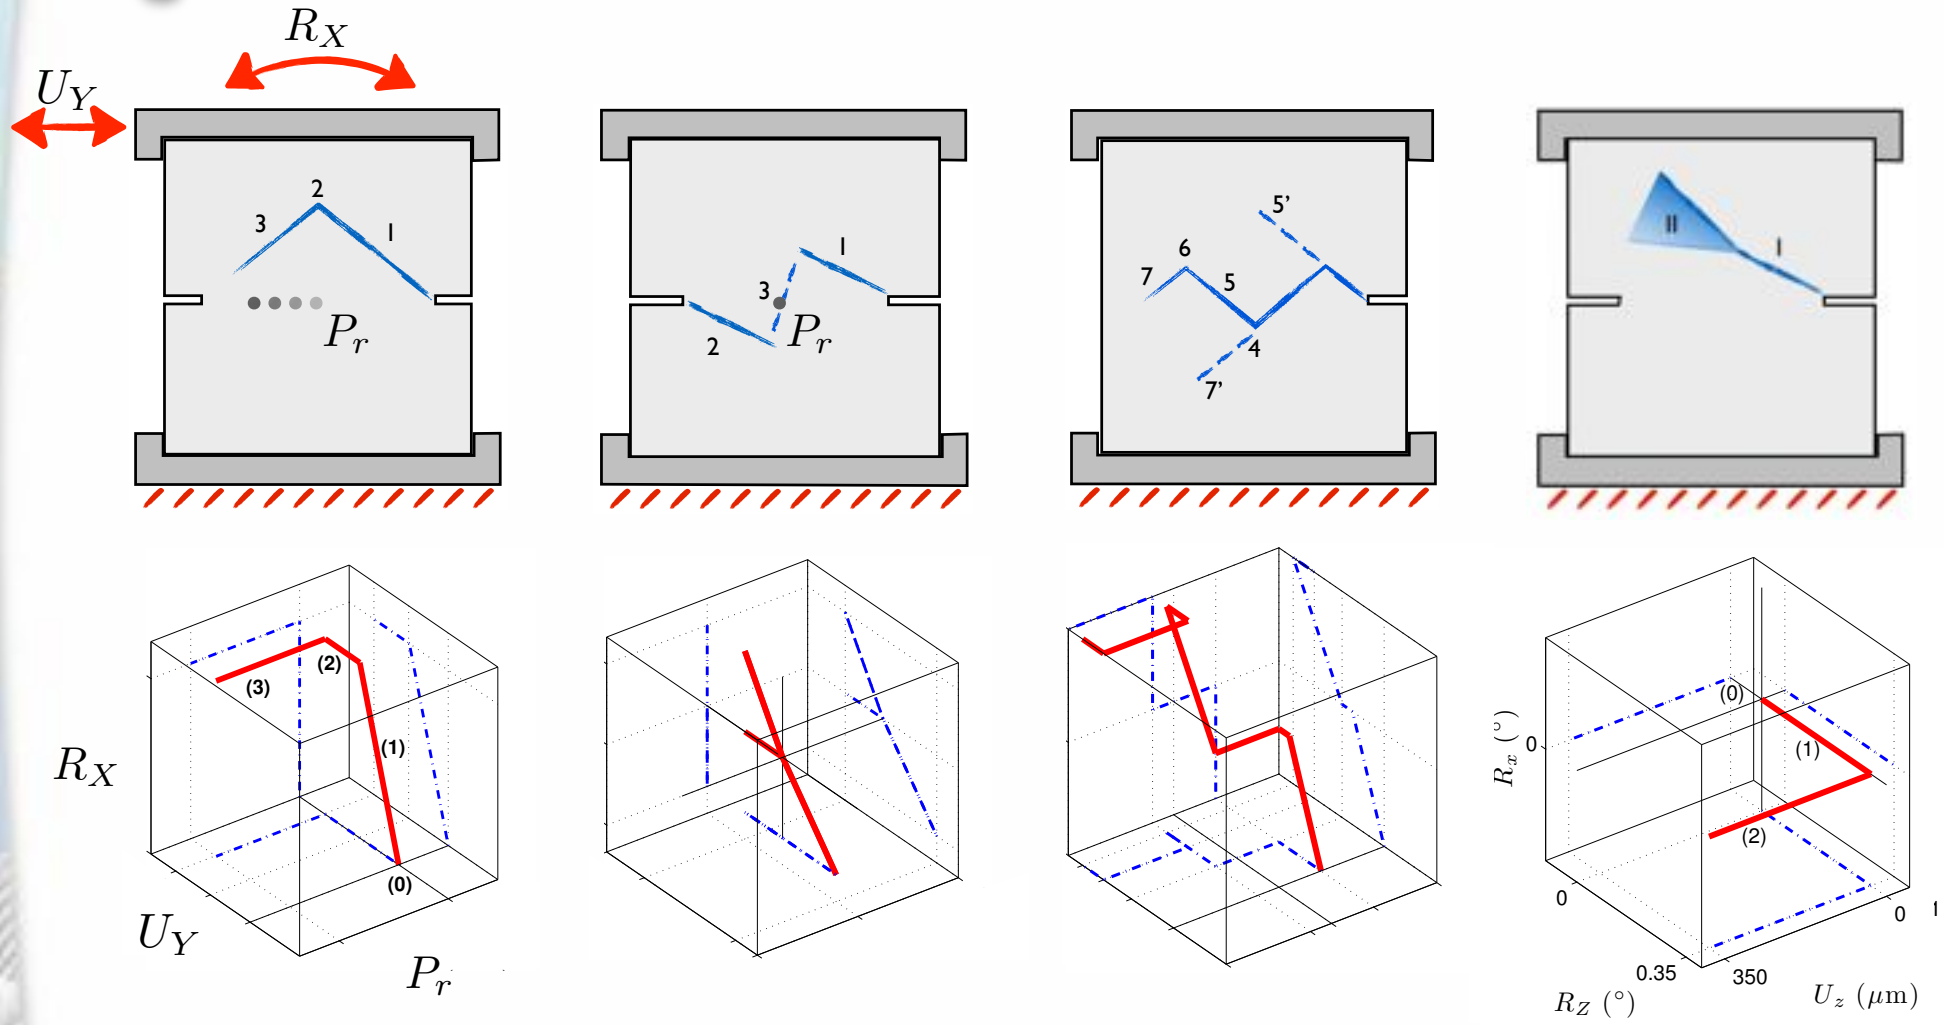 R_X
U_Y
2
3
1
P_r
1
3
P_r
2
5'
6
7
5
4
7'
II
I
(2)
(3)
(1)
(0)
R_X
U_Y
P_r
(0)
(1)
(2)
0
R_x (°)
0
0.35
R_Z (°)
350
0
U_z (μm)